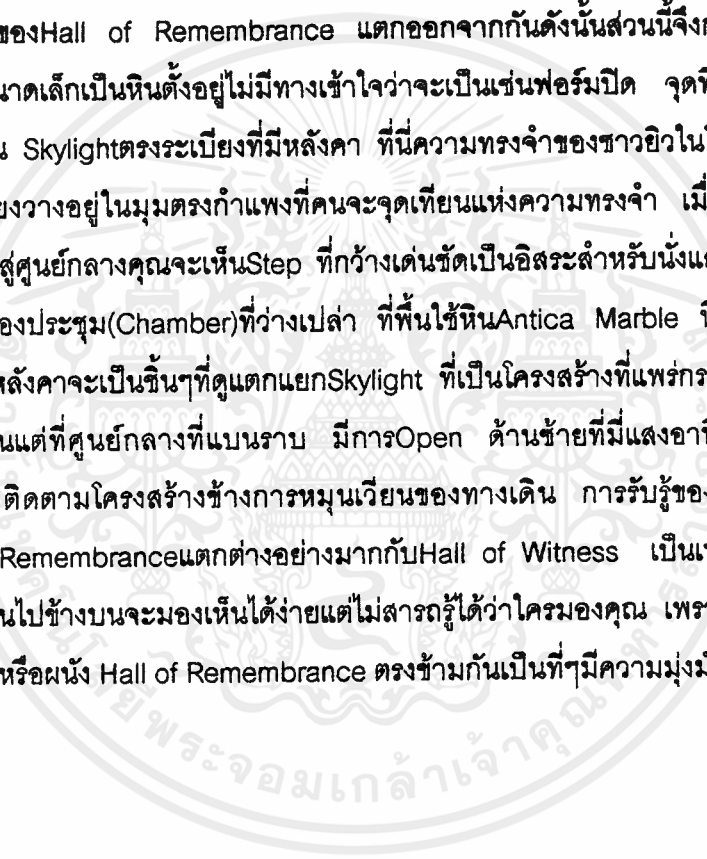 ของHall of Remembrance แตกออกจากกันดังนั้นส่วนนี้จึง
นาดเล็กเป็นหินตั้งอยู่ไม่มีทางเข้าใจว่าจะเป็นเช่นฟอร์มปิด จุดที
น Skylightตรงระเบียงที่มีหลังคา ที่นี่ความทรงจำของชาวยิวใน
ยงวางอยู่ในมุมตรงกำแพงที่คนจะจุดเทียนแห่งความทรงจำ เมื่
สู่ศูนย์กลางคุณจะเห็นStep ที่กว้างเด่นชัดเป็นอิสระสำหรับนั่งแ
องประชุม(Chamber)ที่ว่างเปล่า ที่พื้นใช้หินAntica Marble
หลังคาจะเป็นชิ้นๆที่ดูแตกแยกSkylight ที่เป็นโครงสร้างที่แพร่กร
นแต่ที่ศูนย์กลางที่แบนราบ มีการOpen ด้านซ้ายที่มีแสงอาทิ
ติดตามโครงสร้างข้างการหมุนเวียนของทางเดิน การรับรู้ของ
Remembranceแตกต่างอย่างมากกับHall of Witness เป็นเ
นไปข้างบนจะมองเห็นได้ง่ายแต่ไม่สารถรู้ได้ว่าใครมองคุณ เพร
หรือผนัง Hall of Remembrance ตรงข้ามกันเป็นที่ๆมีความมุ่งมั
พระจอมเกล้าเจ้าคุณทห